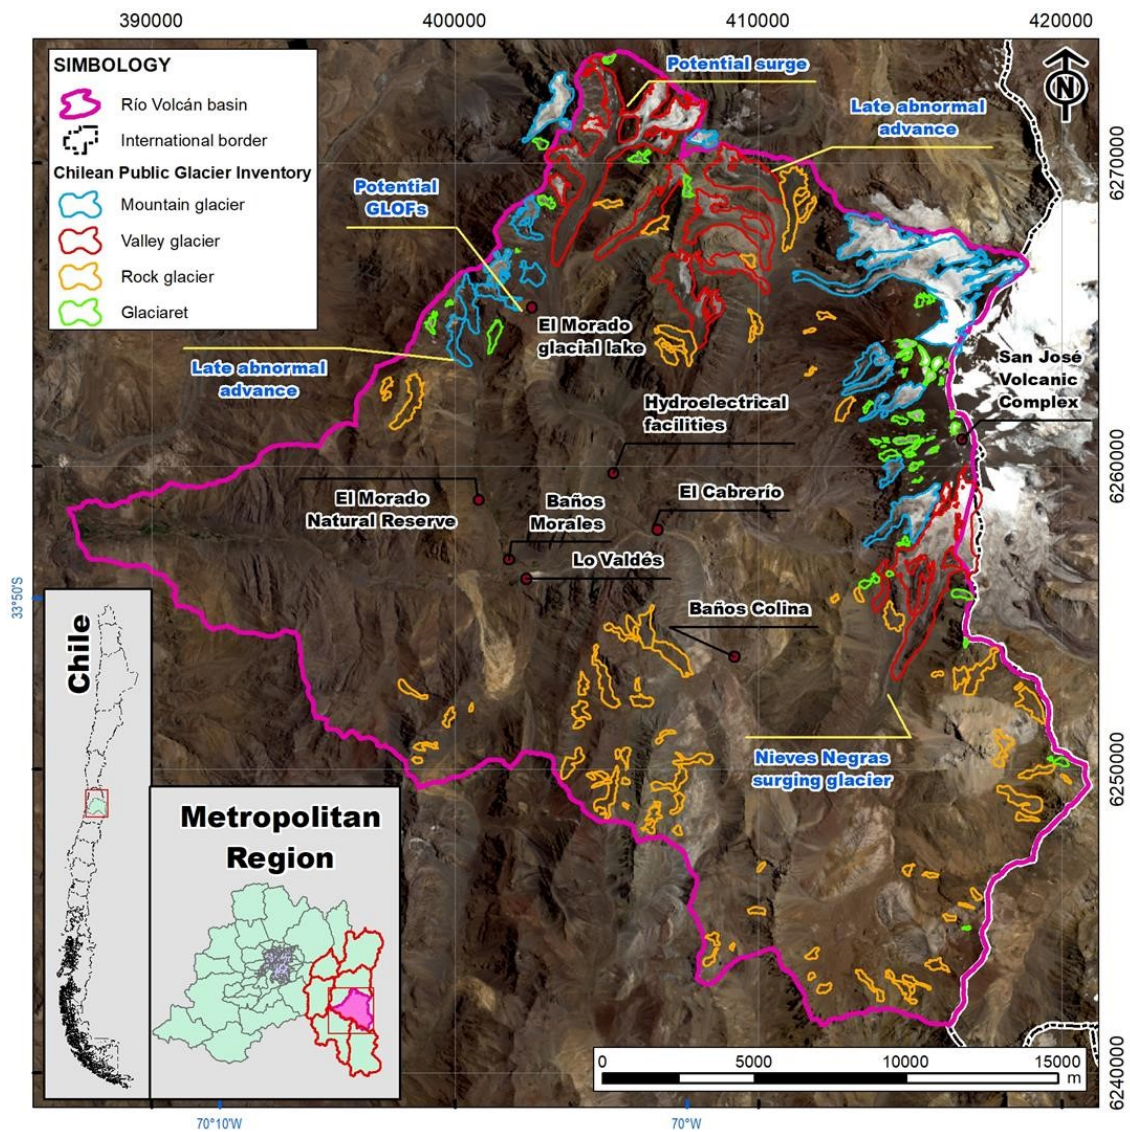 390000
400000
410000
420000
SIMBOLOGY
Río Volcán basin
International border
Chilean Public Glacier Inventory
Mountain glacier
Valley glacier
Rock glacier
Glaciaret
Potential surge
Late abnormal
advance
N
Potential
GLOFs
El Morado
glacial lake
Late abnormal
advance
San José
Volcanic
Complex
Hydroelectrical
facilities
El Morado
Natural Reserve
Baños
Morales
El Cabrerío
Lo Valdés
Baños Colina
Nieves Negras
surging glacier
6270000
6260000
6250000
6240000
33°50'S
Chile
Metropolitan
Region
0
5000
10000
15000
m
70°10'W
70°W